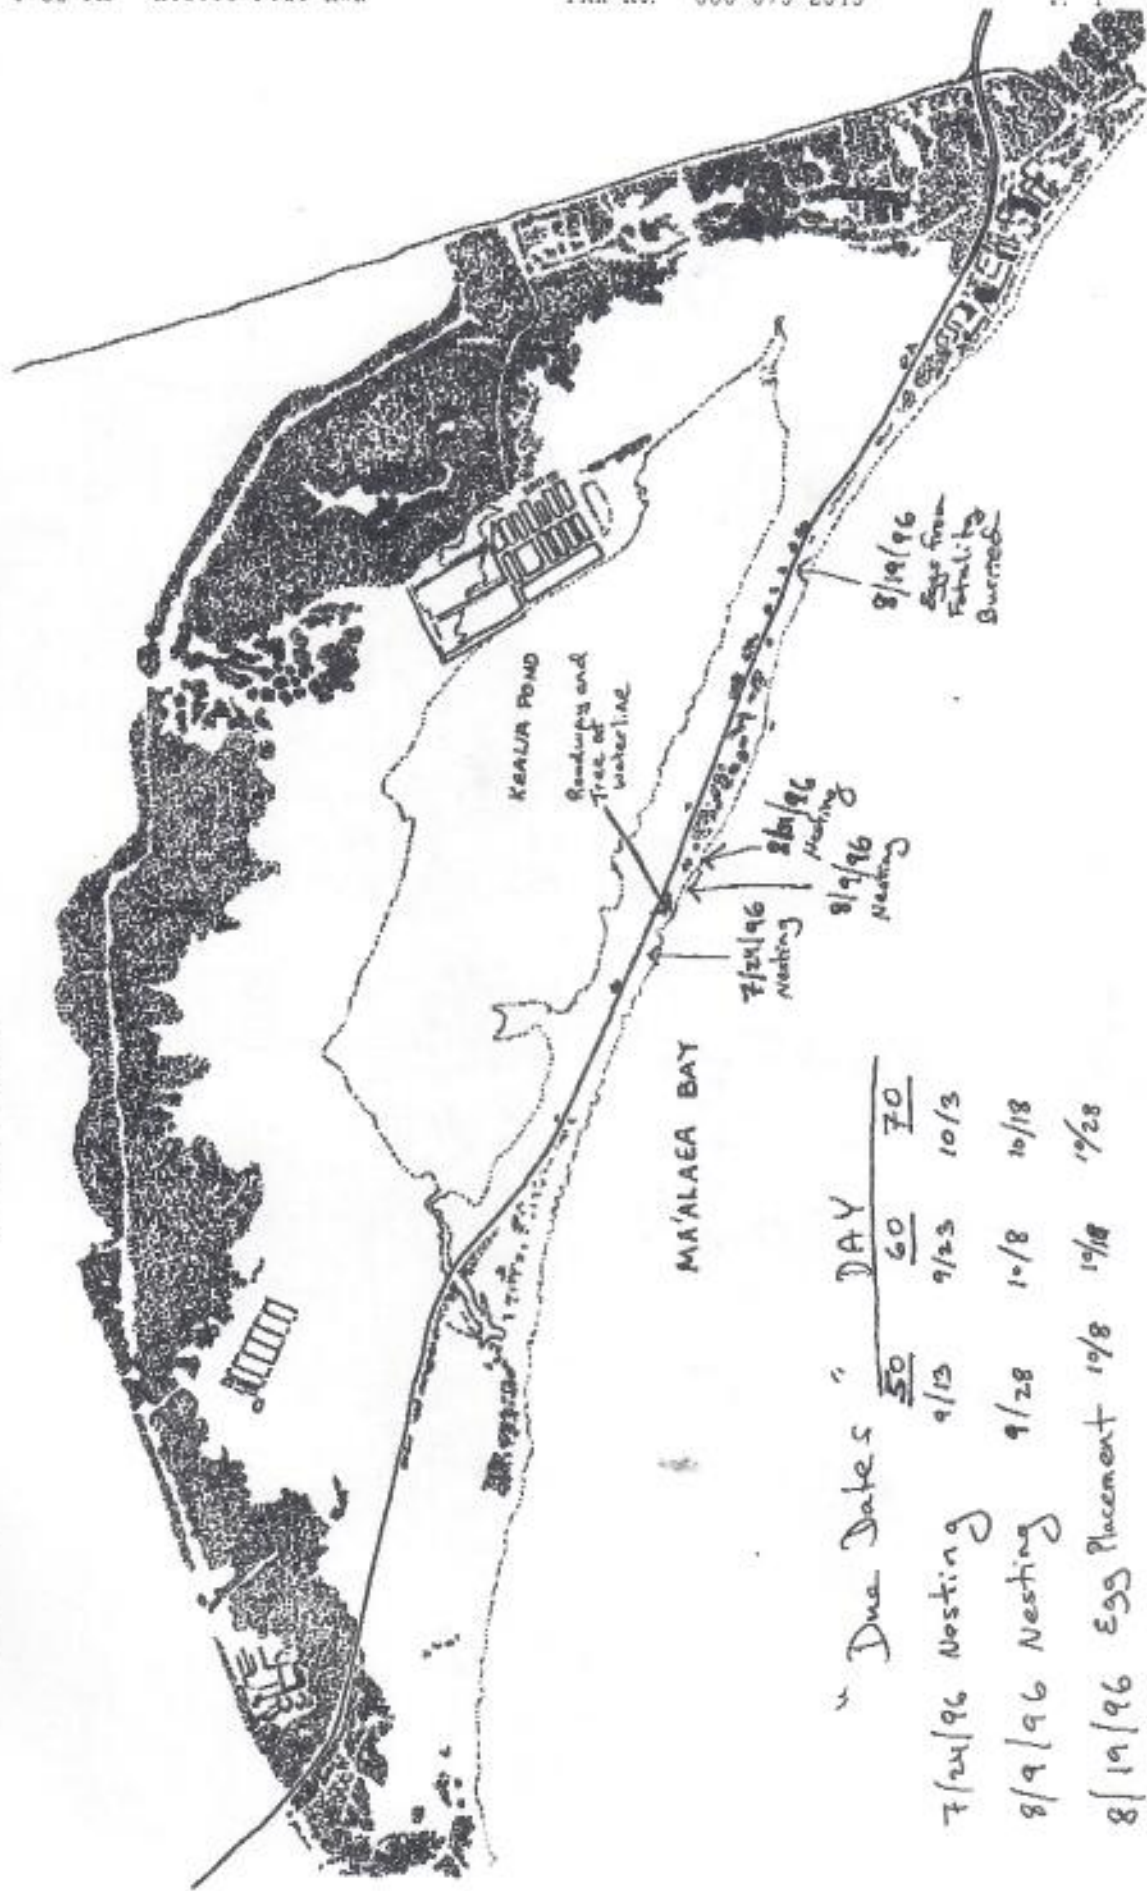 KEALIA POND
Roadways and
Tree at
Waterline
8/19/96
Eggs from
Fatality
Burried
Nesting
8/9/96
Nesting
7/24/96
Nesting
MA'ALAEA BAY
" Due Dates "
DAY
50 60 70
7/24/96 Nesting 9/13 9/23 10/3
8/9/96 Nesting 9/28 10/8 10/18
8/19/96 Egg Placement 10/8 10/18 10/28